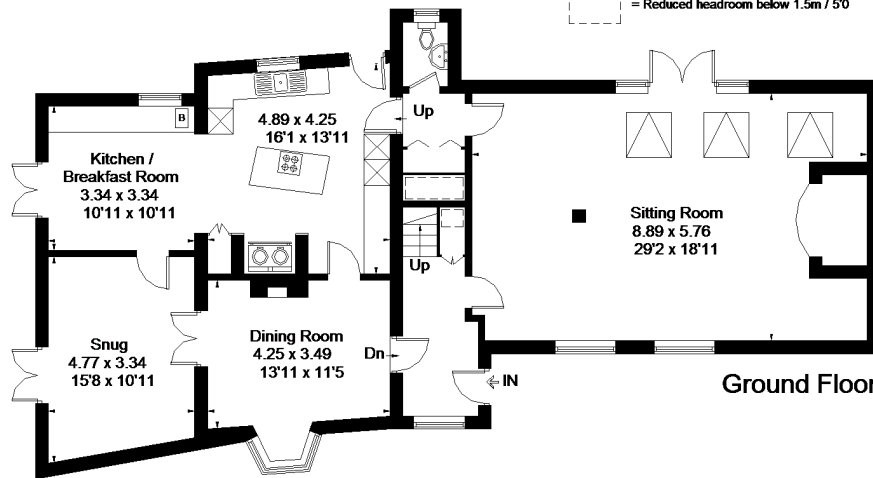 = Reduced headroom below 1.5m / 5'0
B
Up
4.89 x 4.25
16'1 x 13'11
Kitchen /
Breakfast Room
3.34 x 3.34
10'11 x 10'11
Sitting Room
8.89 x 5.76
29'2 x 18'11
Up
Snug
4.77 x 3.34
15'8 x 10'11
Dining Room
4.25 x 3.49
13'11 x 11'5
Dn
IN
Ground Floor